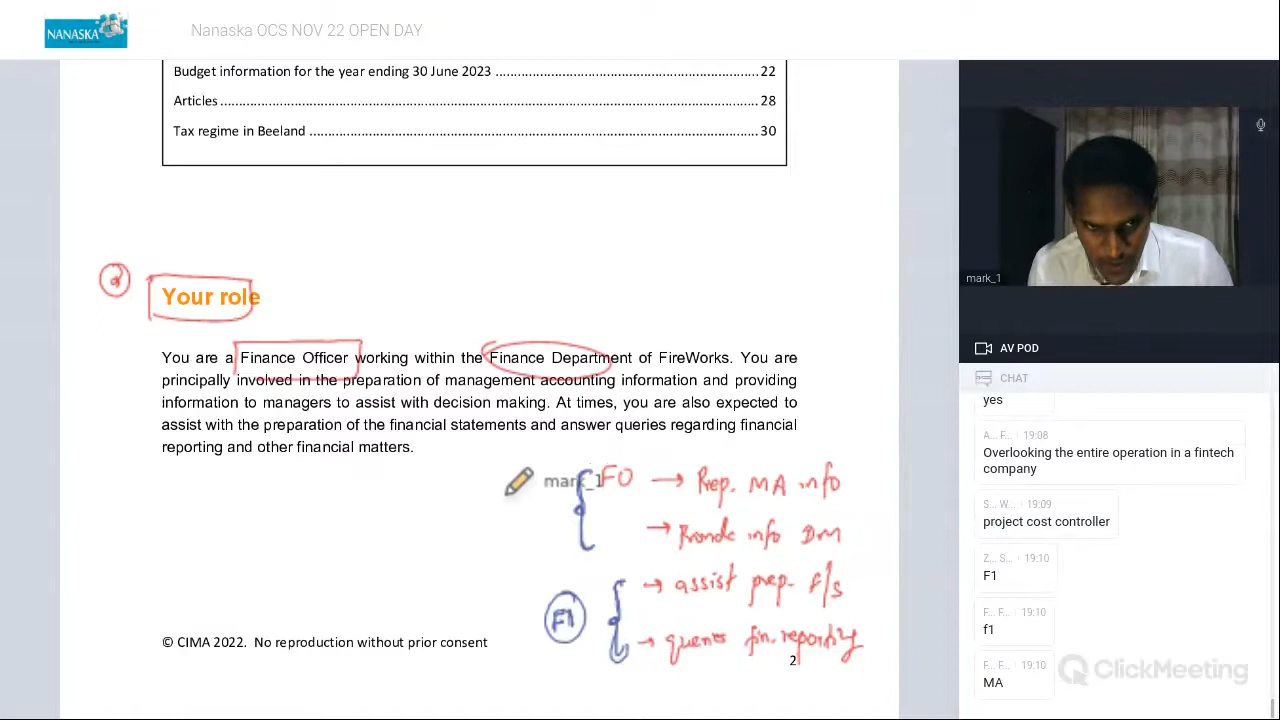 NANASKA
Nanaska OCS NOV 22 OPEN DAY
Budget information for the year ending 30 June 2023 ........ 22
Articles ........ 28
Tax regime in Beeland ........ 30
Your role
You are a Finance Officer working within the Finance Department of FireWorks. You are
principally involved in the preparation of management accounting information and providing
information to managers to assist with decision making. At times, you are also expected to
assist with the preparation of the financial statements and answer queries regarding financial
reporting and other financial matters.
mark_1
FO → Prep. MA info
→ Provide info DM
F1
→ assist prep. F/S
→ queries fin. reporting
© CIMA 2022. No reproduction without prior consent
2
mark_1
AV POD
CHAT
yes
A... F... 19:08
Overlooking the entire operation in a fintech
company
S... W... 19:09
project cost controller
Z... S... 19:10
F1
F... F... 19:10
f1
F... F... 19:10
MA
ClickMeeting